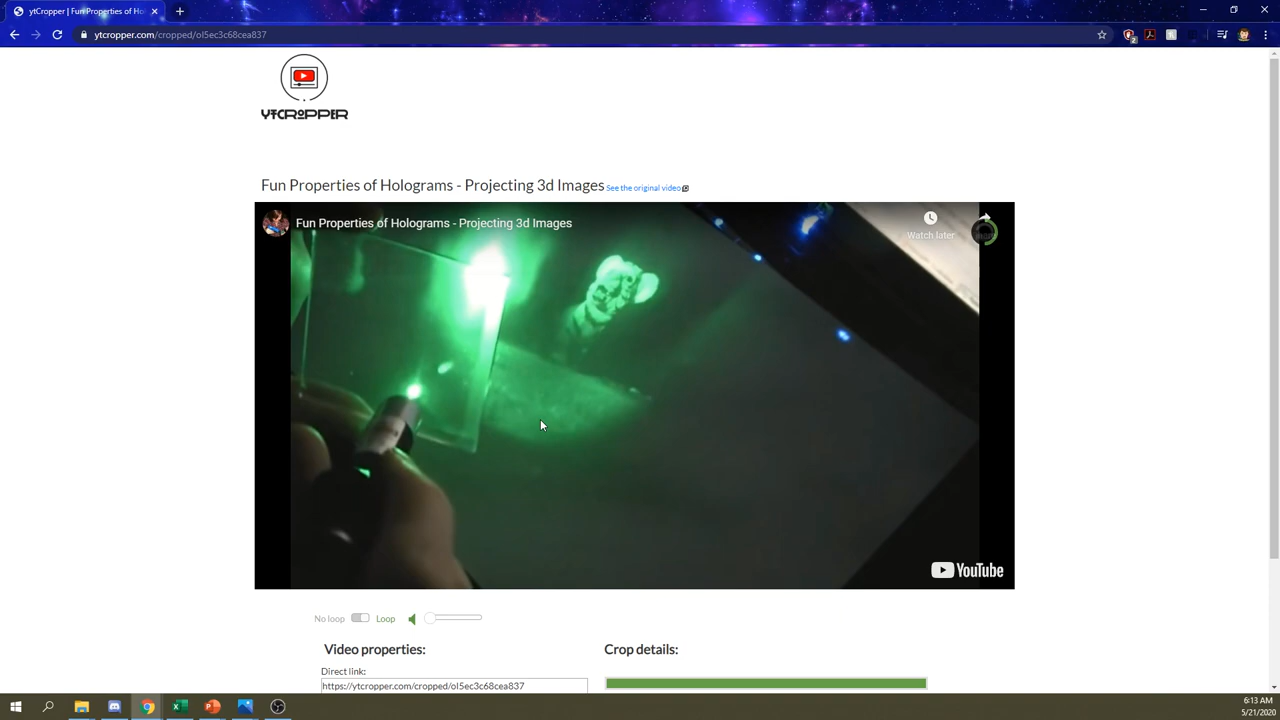 ytCropper | Fun Properties of Hol
ytcropper.com/cropped/ol5ec3c68cea837
2
YTCROPPER
Fun Properties of Holograms - Projecting 3d Images See the original video
Fun Properties of Holograms - Projecting 3d Images
Watch later
YouTube
No loop Loop
Video properties:
Crop details:
Direct link:
https://ytcropper.com/cropped/ol5ec3c68cea837
6:13 AM
5/21/2020